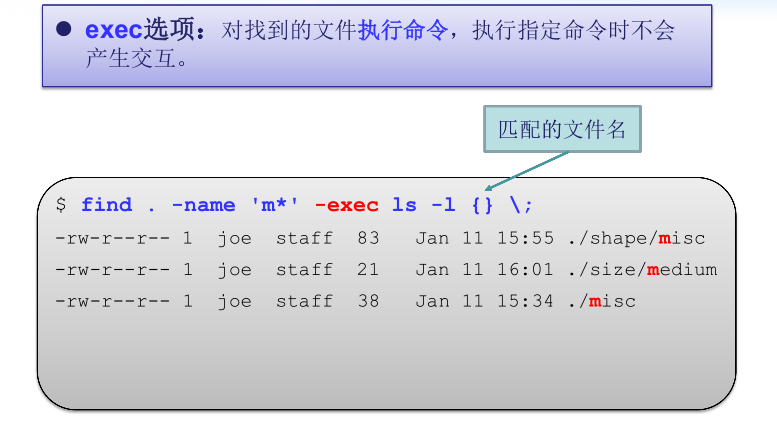 exec选项：对找到的文件执行命令，执行指定命令时不会
产生交互。
匹配的文件名
$ find . -name 'm*' -exec ls -l {} \;
-rw-r--r-- 1 joe staff 83 Jan 11 15:55 ./shape/misc
-rw-r--r-- 1 joe staff 21 Jan 11 16:01 ./size/medium
-rw-r--r-- 1 joe staff 38 Jan 11 15:34 ./misc